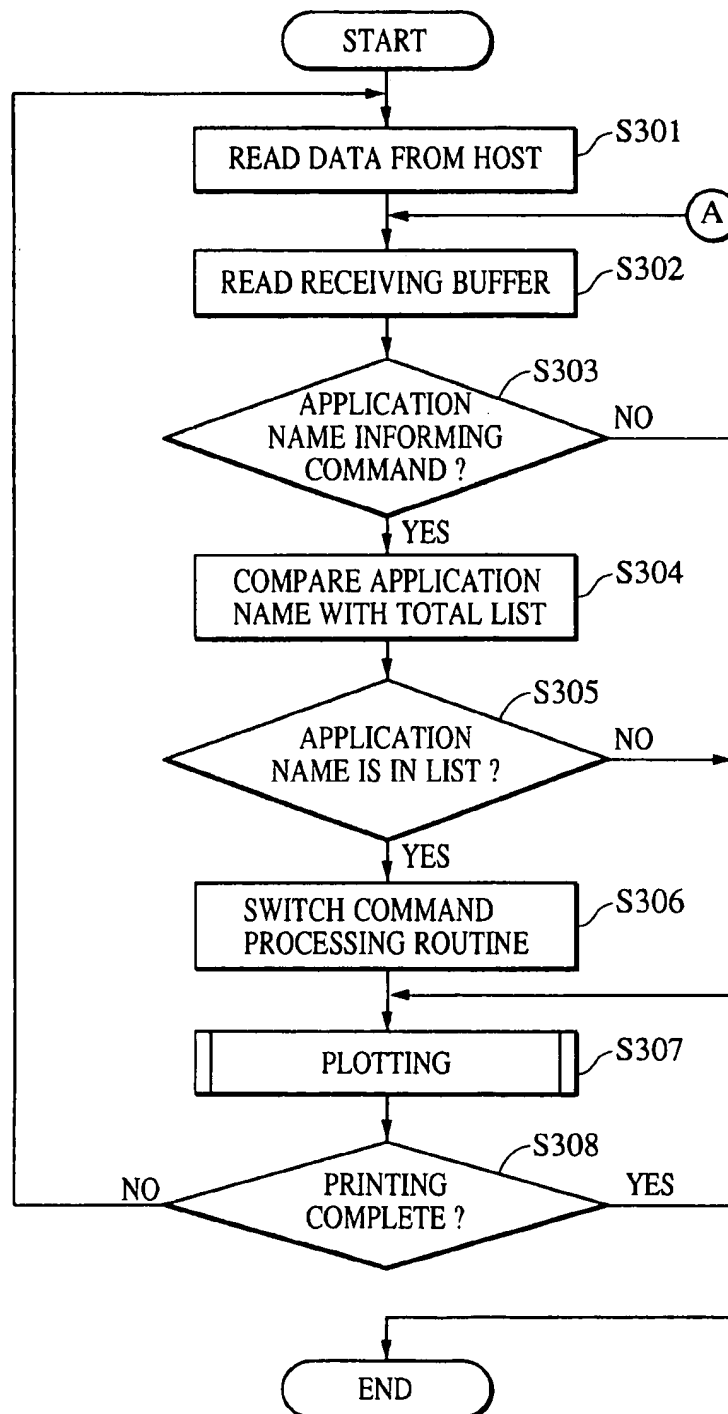 START
READ DATA FROM HOST
S301
A
READ RECEIVING BUFFER
S302
S303
APPLICATION
NAME INFORMING
COMMAND ?
NO
YES
COMPARE APPLICATION
NAME WITH TOTAL LIST
S304
S305
APPLICATION
NAME IS IN LIST ?
NO
YES
SWITCH COMMAND
PROCESSING ROUTINE
S306
PLOTTING
S307
S308
NO
PRINTING
COMPLETE ?
YES
END